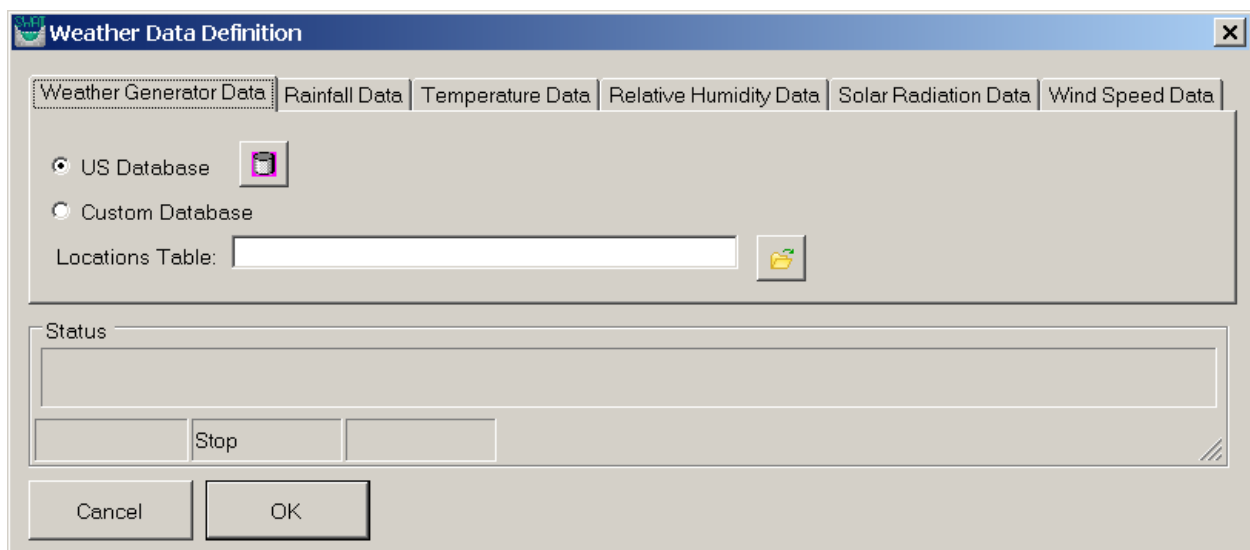 SWAT
Weather Data Definition
Weather Generator Data Rainfall Data Temperature Data Relative Humidity Data Solar Radiation Data Wind Speed Data
US Database
Custom Database
Locations Table:
Status
Stop
Cancel OK